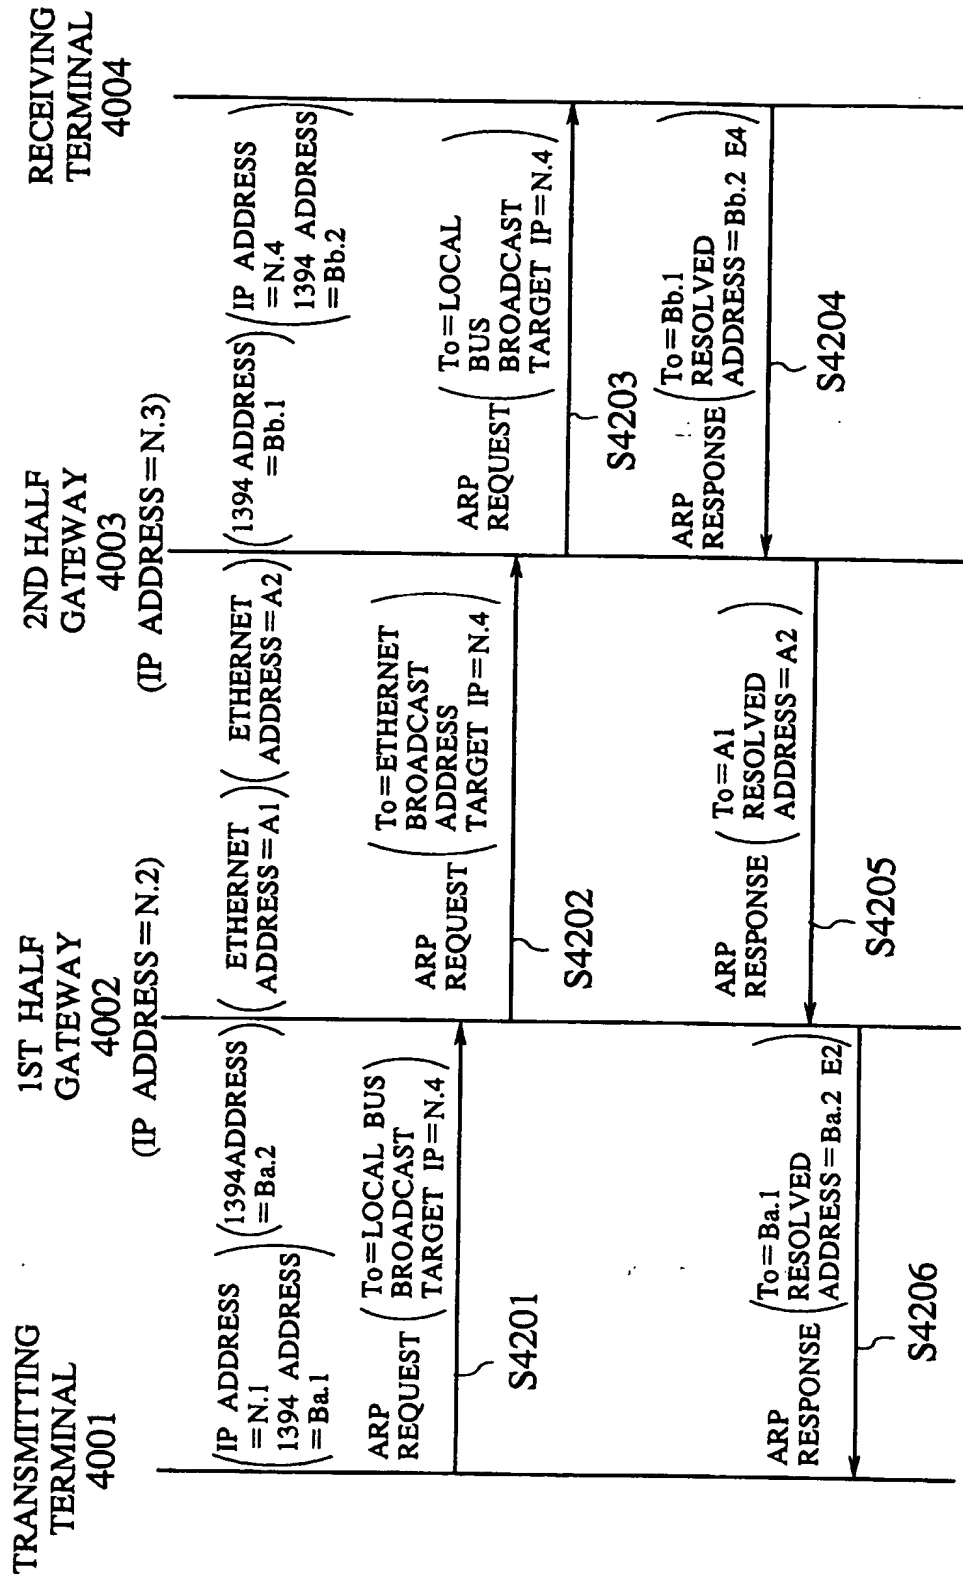 TRANSMITTING
TERMINAL
4001
1ST HALF
GATEWAY
4002
(IP ADDRESS=N.2)
2ND HALF
GATEWAY
4003
(IP ADDRESS=N.3)
RECEIVING
TERMINAL
4004
(IP ADDRESS
=N.1
1394 ADDRESS
=Ba.1)
(1394ADDRESS
=Ba.2)
(ETHERNET
ADDRESS=A1)
(ETHERNET
ADDRESS=A2)
(1394 ADDRESS
=Bb.1)
(IP ADDRESS
=N.4
1394 ADDRESS
=Bb.2)
ARP
REQUEST
(To=LOCAL BUS
BROADCAST
TARGET IP=N.4)
S4201
ARP
REQUEST
(To=ETHERNET
BROADCAST
ADDRESS
TARGET IP=N.4)
S4202
ARP
REQUEST
(To=LOCAL
BUS
BROADCAST
TARGET IP=N.4)
S4203
ARP
RESPONSE
(To=Bb.1
RESOLVED
ADDRESS=Bb.2 E4)
S4204
ARP
RESPONSE
(To=A1
RESOLVED
ADDRESS=A2)
S4205
ARP
RESPONSE
(To=Ba.1
RESOLVED
ADDRESS=Ba.2 E2)
S4206